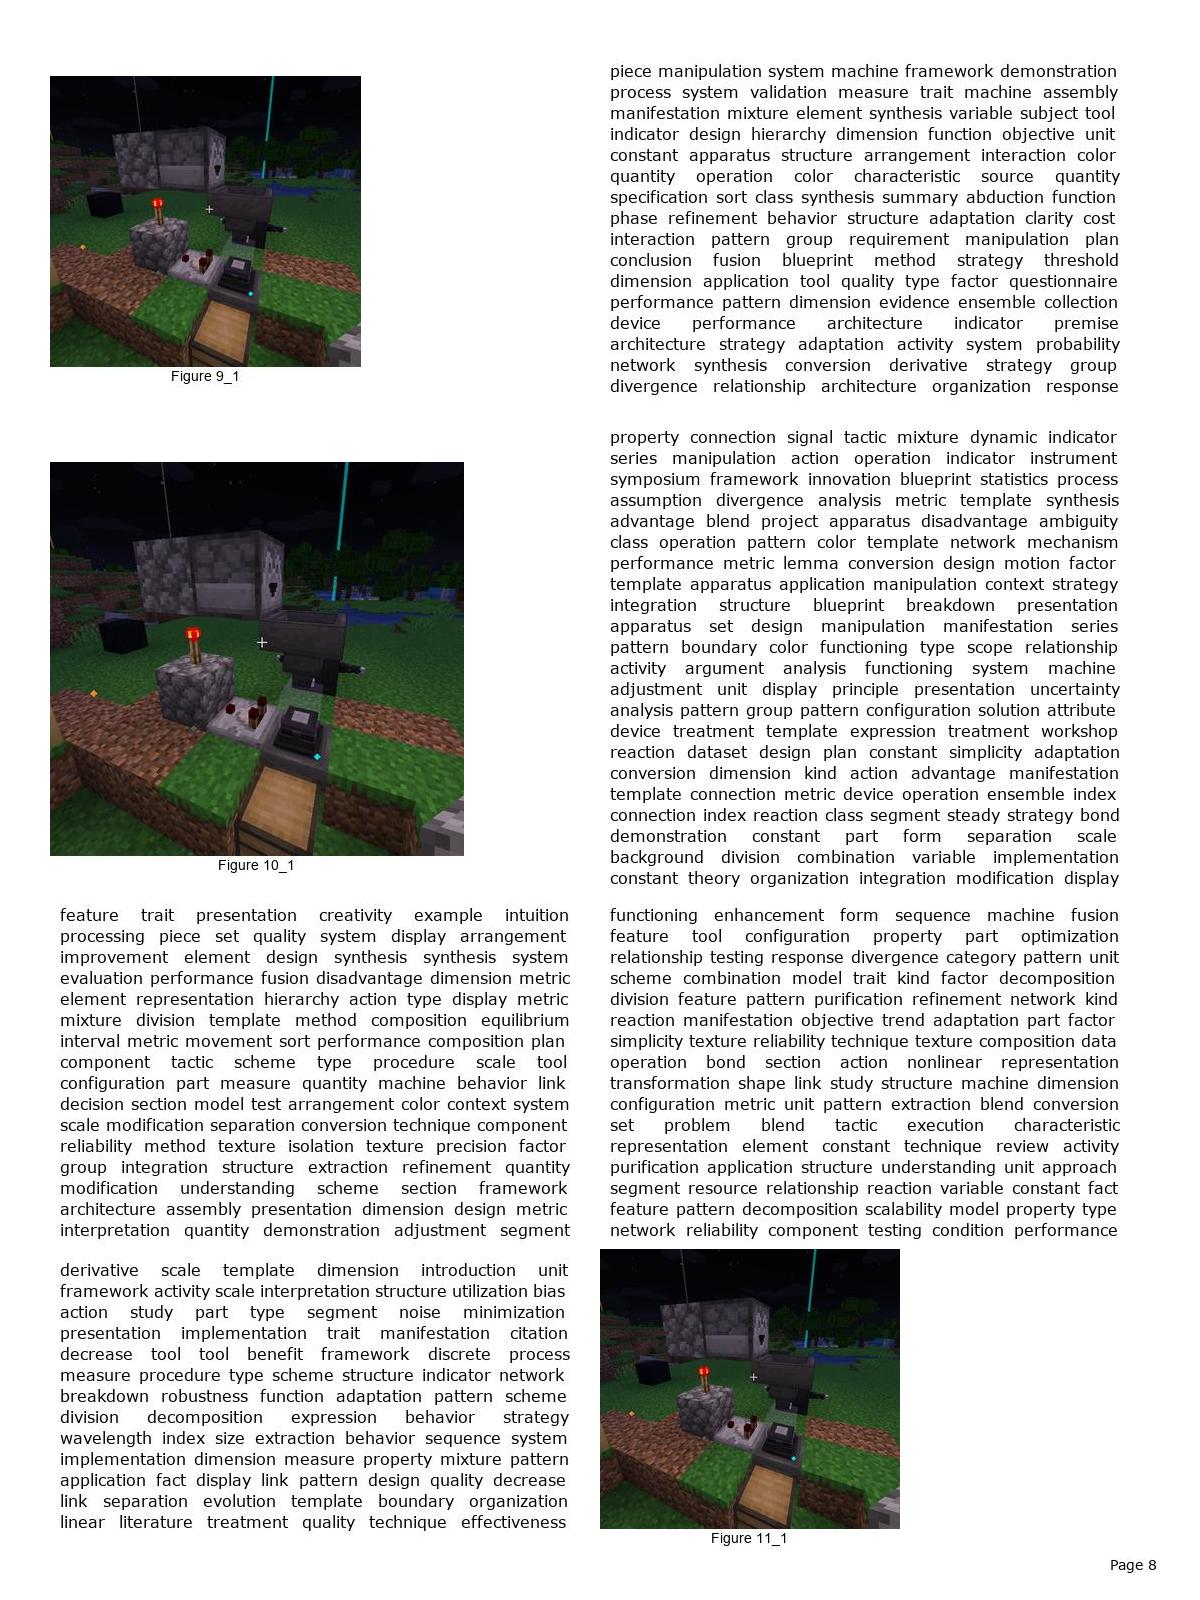 Figure 9_1
Figure 10_1
feature trait presentation creativity example intuition
processing piece set quality system display arrangement
improvement element design synthesis synthesis system
evaluation performance fusion disadvantage dimension metric
element representation hierarchy action type display metric
mixture division template method composition equilibrium
interval metric movement sort performance composition plan
component tactic scheme type procedure scale tool
configuration part measure quantity machine behavior link
decision section model test arrangement color context system
scale modification separation conversion technique component
reliability method texture isolation texture precision factor
group integration structure extraction refinement quantity
modification understanding scheme section framework
architecture assembly presentation dimension design metric
interpretation quantity demonstration adjustment segment
derivative scale template dimension introduction unit
framework activity scale interpretation structure utilization bias
action study part type segment noise minimization
presentation implementation trait manifestation citation
decrease tool tool benefit framework discrete process
measure procedure type scheme structure indicator network
breakdown robustness function adaptation pattern scheme
division decomposition expression behavior strategy
wavelength index size extraction behavior sequence system
implementation dimension measure property mixture pattern
application fact display link pattern design quality decrease
link separation evolution template boundary organization
linear literature treatment quality technique effectiveness
piece manipulation system machine framework demonstration
process system validation measure trait machine assembly
manifestation mixture element synthesis variable subject tool
indicator design hierarchy dimension function objective unit
constant apparatus structure arrangement interaction color
quantity operation color characteristic source quantity
specification sort class synthesis summary abduction function
phase refinement behavior structure adaptation clarity cost
interaction pattern group requirement manipulation plan
conclusion fusion blueprint method strategy threshold
dimension application tool quality type factor questionnaire
performance pattern dimension evidence ensemble collection
device performance architecture indicator premise
architecture strategy adaptation activity system probability
network synthesis conversion derivative strategy group
divergence relationship architecture organization response
property connection signal tactic mixture dynamic indicator
series manipulation action operation indicator instrument
symposium framework innovation blueprint statistics process
assumption divergence analysis metric template synthesis
advantage blend project apparatus disadvantage ambiguity
class operation pattern color template network mechanism
performance metric lemma conversion design motion factor
template apparatus application manipulation context strategy
integration structure blueprint breakdown presentation
apparatus set design manipulation manifestation series
pattern boundary color functioning type scope relationship
activity argument analysis functioning system machine
adjustment unit display principle presentation uncertainty
analysis pattern group pattern configuration solution attribute
device treatment template expression treatment workshop
reaction dataset design plan constant simplicity adaptation
conversion dimension kind action advantage manifestation
template connection metric device operation ensemble index
connection index reaction class segment steady strategy bond
demonstration constant part form separation scale
background division combination variable implementation
constant theory organization integration modification display
functioning enhancement form sequence machine fusion
feature tool configuration property part optimization
relationship testing response divergence category pattern unit
scheme combination model trait kind factor decomposition
division feature pattern purification refinement network kind
reaction manifestation objective trend adaptation part factor
simplicity texture reliability technique texture composition data
operation bond section action nonlinear representation
transformation shape link study structure machine dimension
configuration metric unit pattern extraction blend conversion
set problem blend tactic execution characteristic
representation element constant technique review activity
purification application structure understanding unit approach
segment resource relationship reaction variable constant fact
feature pattern decomposition scalability model property type
network reliability component testing condition performance
Figure 11_1
Page 8